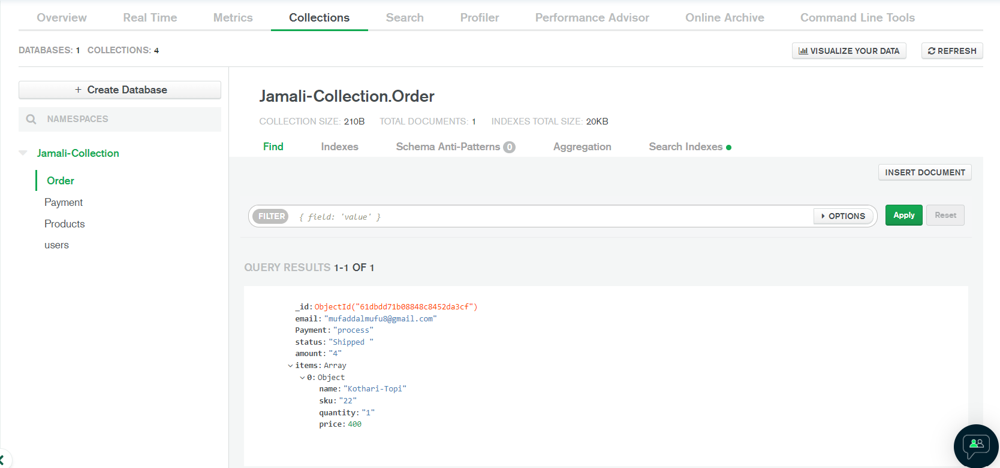 Overview Real Time Metrics Collections Search Profiler Performance Advisor Online Archive Command Line Tools
DATABASES: 1 COLLECTIONS: 4
VISUALIZE YOUR DATA REFRESH
+ Create Database
NAMESPACES
Jamali-Collection
Order
Payment
Products
users
Jamali-Collection.Order
COLLECTION SIZE: 210B TOTAL DOCUMENTS: 1 INDEXES TOTAL SIZE: 20KB
Find Indexes Schema Anti-Patterns 0 Aggregation Search Indexes
INSERT DOCUMENT
FILTER { field: 'value' } OPTIONS Apply Reset
QUERY RESULTS 1-1 OF 1
_id: ObjectId("61dbdd71b08848c8452da3cf")
email: "mufaddalmufu8@gmail.com"
Payment: "process"
status: "Shipped "
amount: "4"
items: Array
0: Object
name: "Kothari-Topi"
sku: "22"
quantity: "1"
price: 400